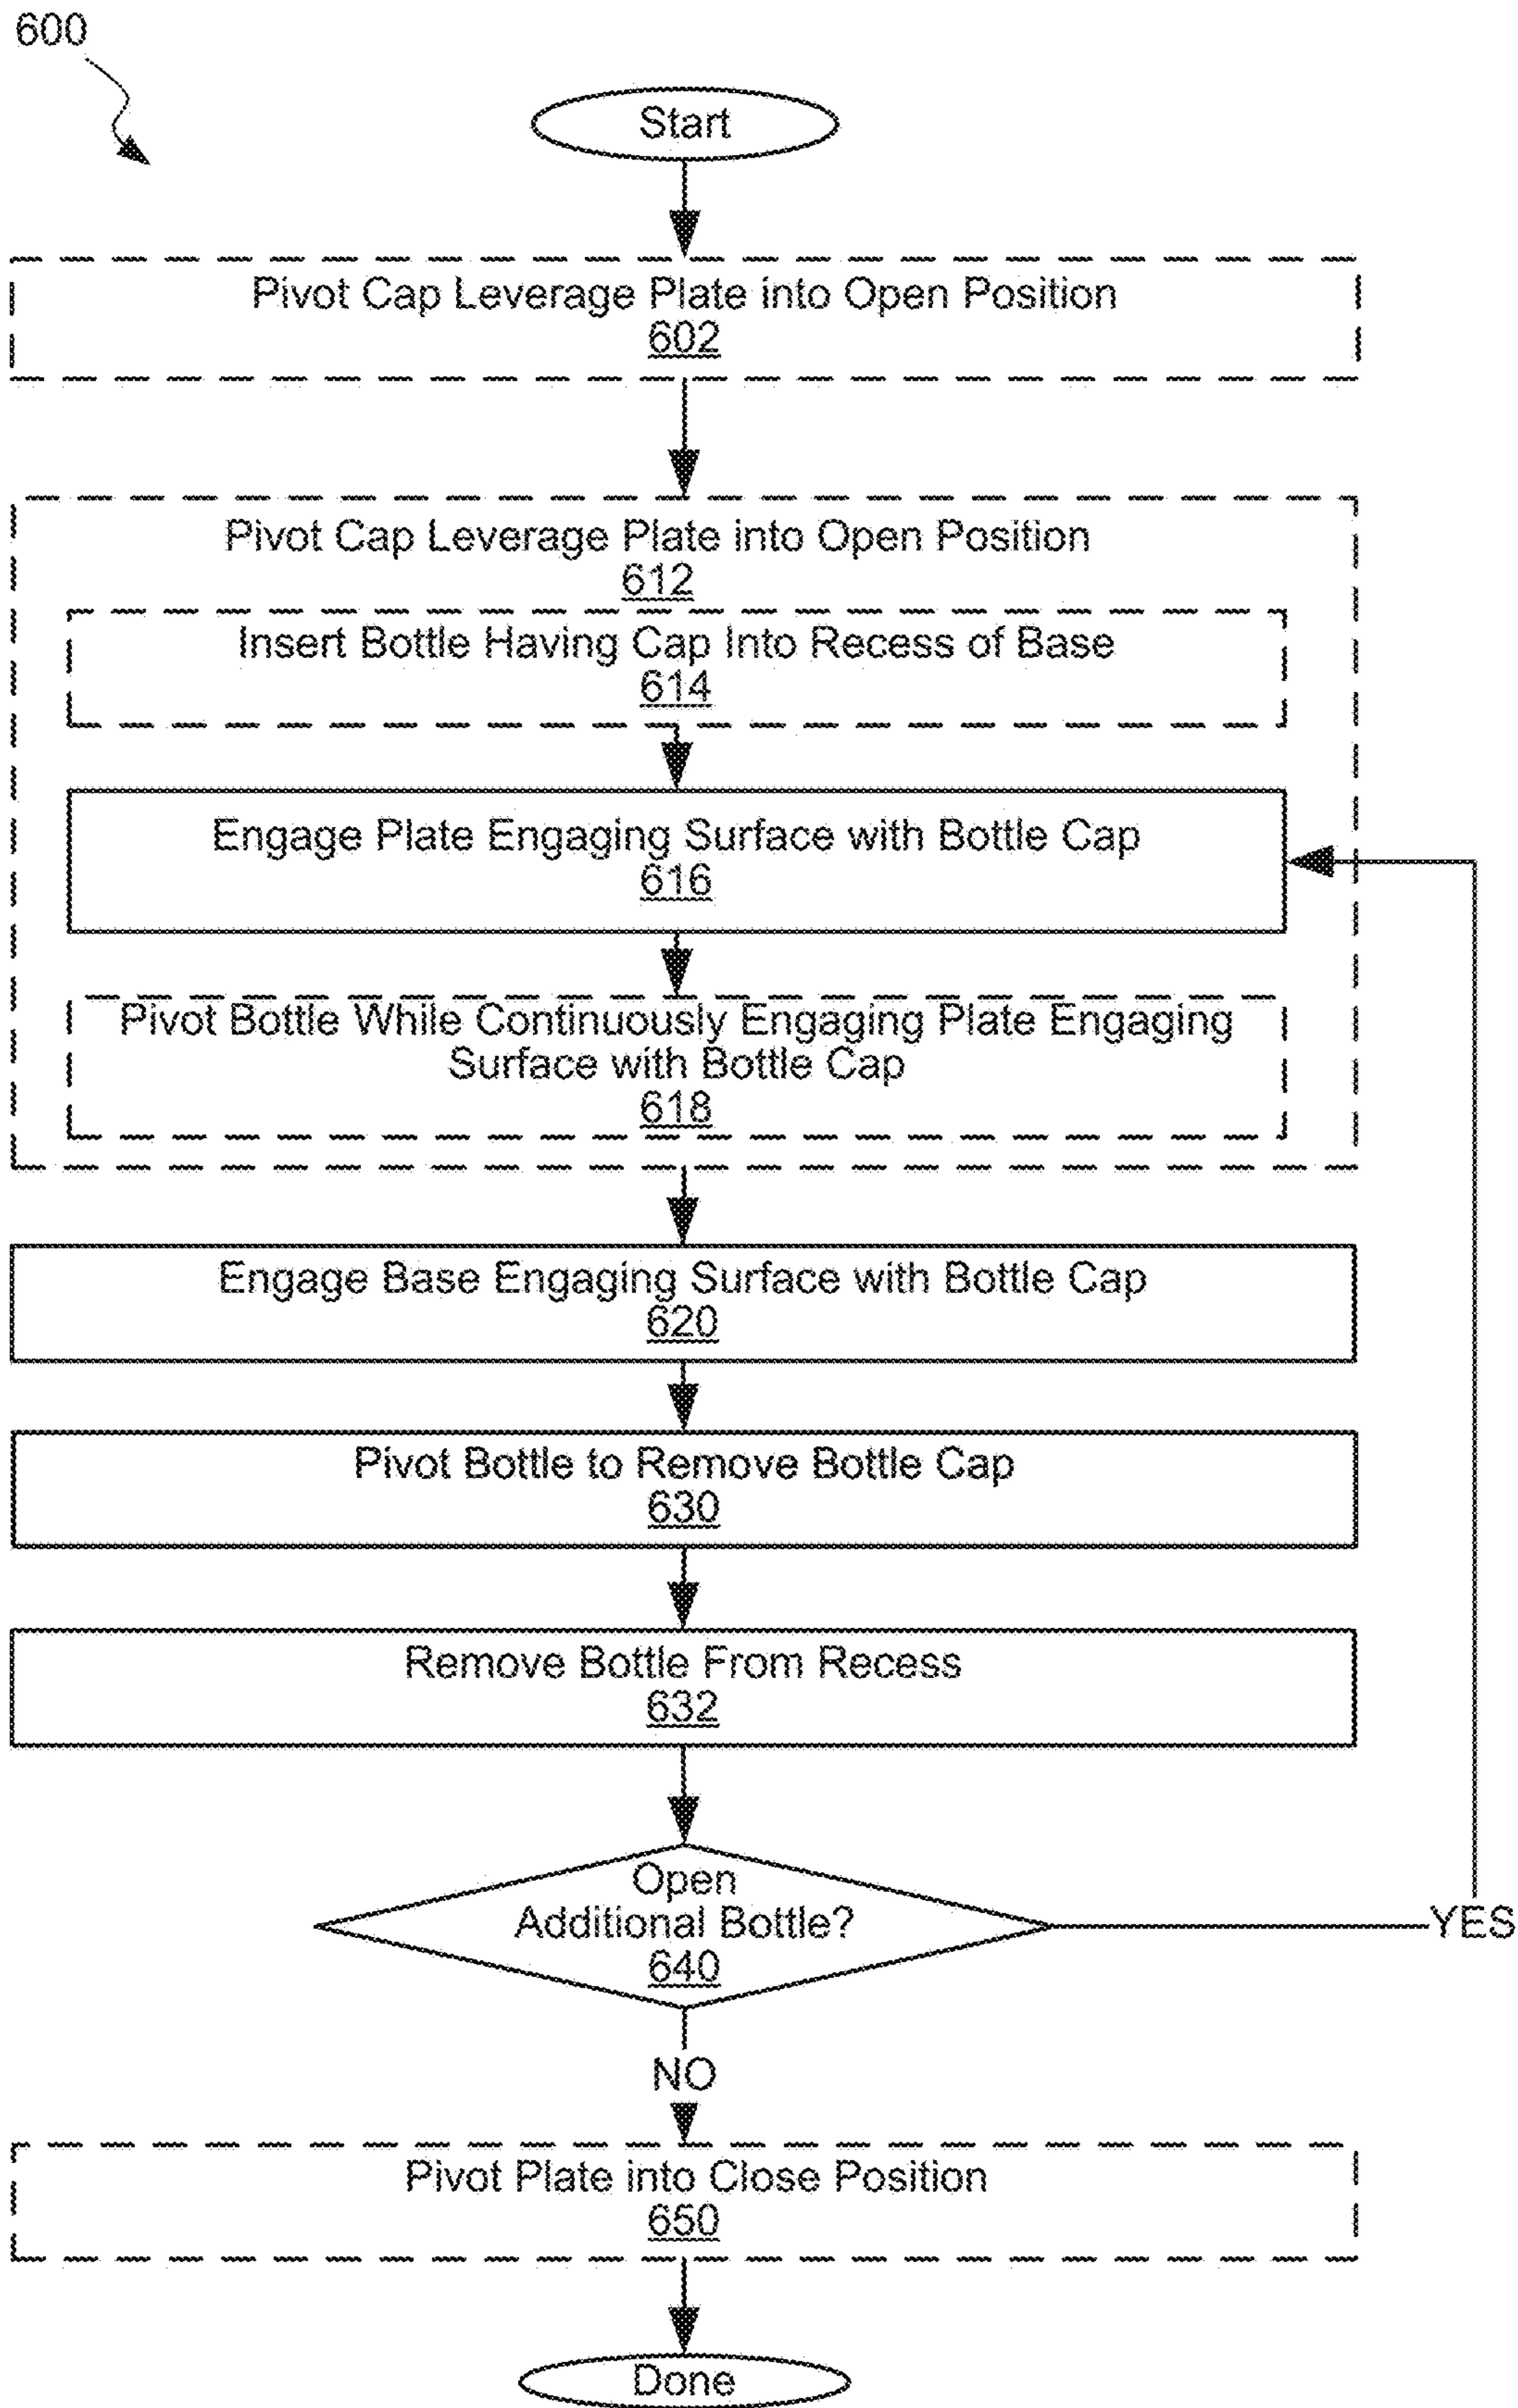 600
Start
Pivot Cap Leverage Plate into Open Position
602
Pivot Cap Leverage Plate into Open Position
612
Insert Bottle Having Cap Into Recess of Base
614
Engage Plate Engaging Surface with Bottle Cap
616
Pivot Bottle While Continuously Engaging Plate Engaging
Surface with Bottle Cap
618
Engage Base Engaging Surface with Bottle Cap
620
Pivot Bottle to Remove Bottle Cap
630
Remove Bottle From Recess
632
Open
Additional Bottle?
640
YES
NO
Pivot Plate into Close Position
650
Done